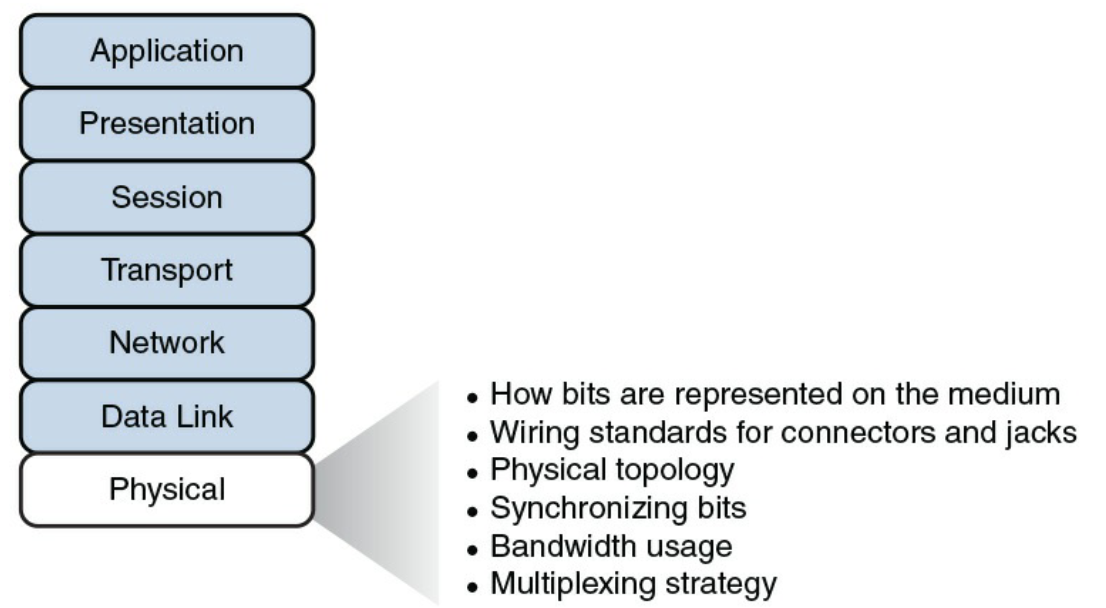 Application
Presentation
Session
Transport
Network
Data Link
Physical
• How bits are represented on the medium
• Wiring standards for connectors and jacks
• Physical topology
• Synchronizing bits
• Bandwidth usage
• Multiplexing strategy